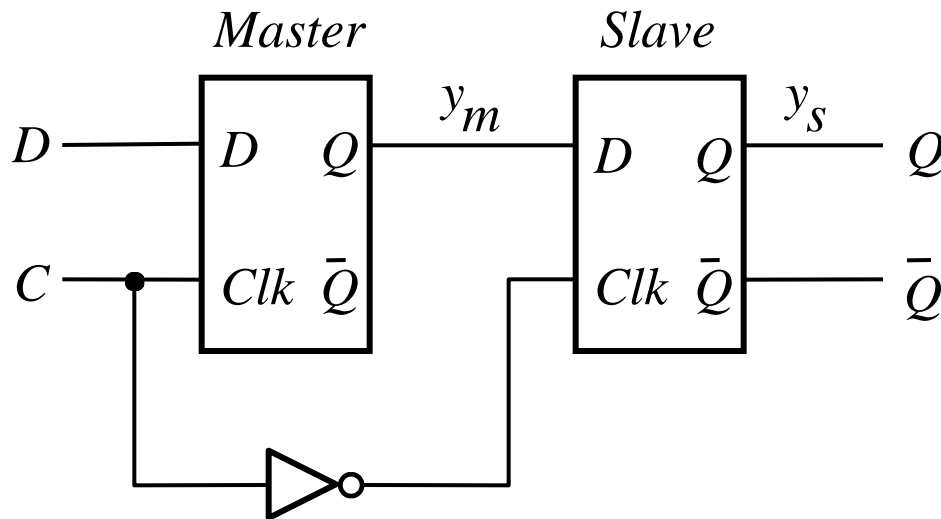 Master Slave
y_m y_s
D D Q D Q Q
C Clk Q̄ Clk Q̄ Q̄